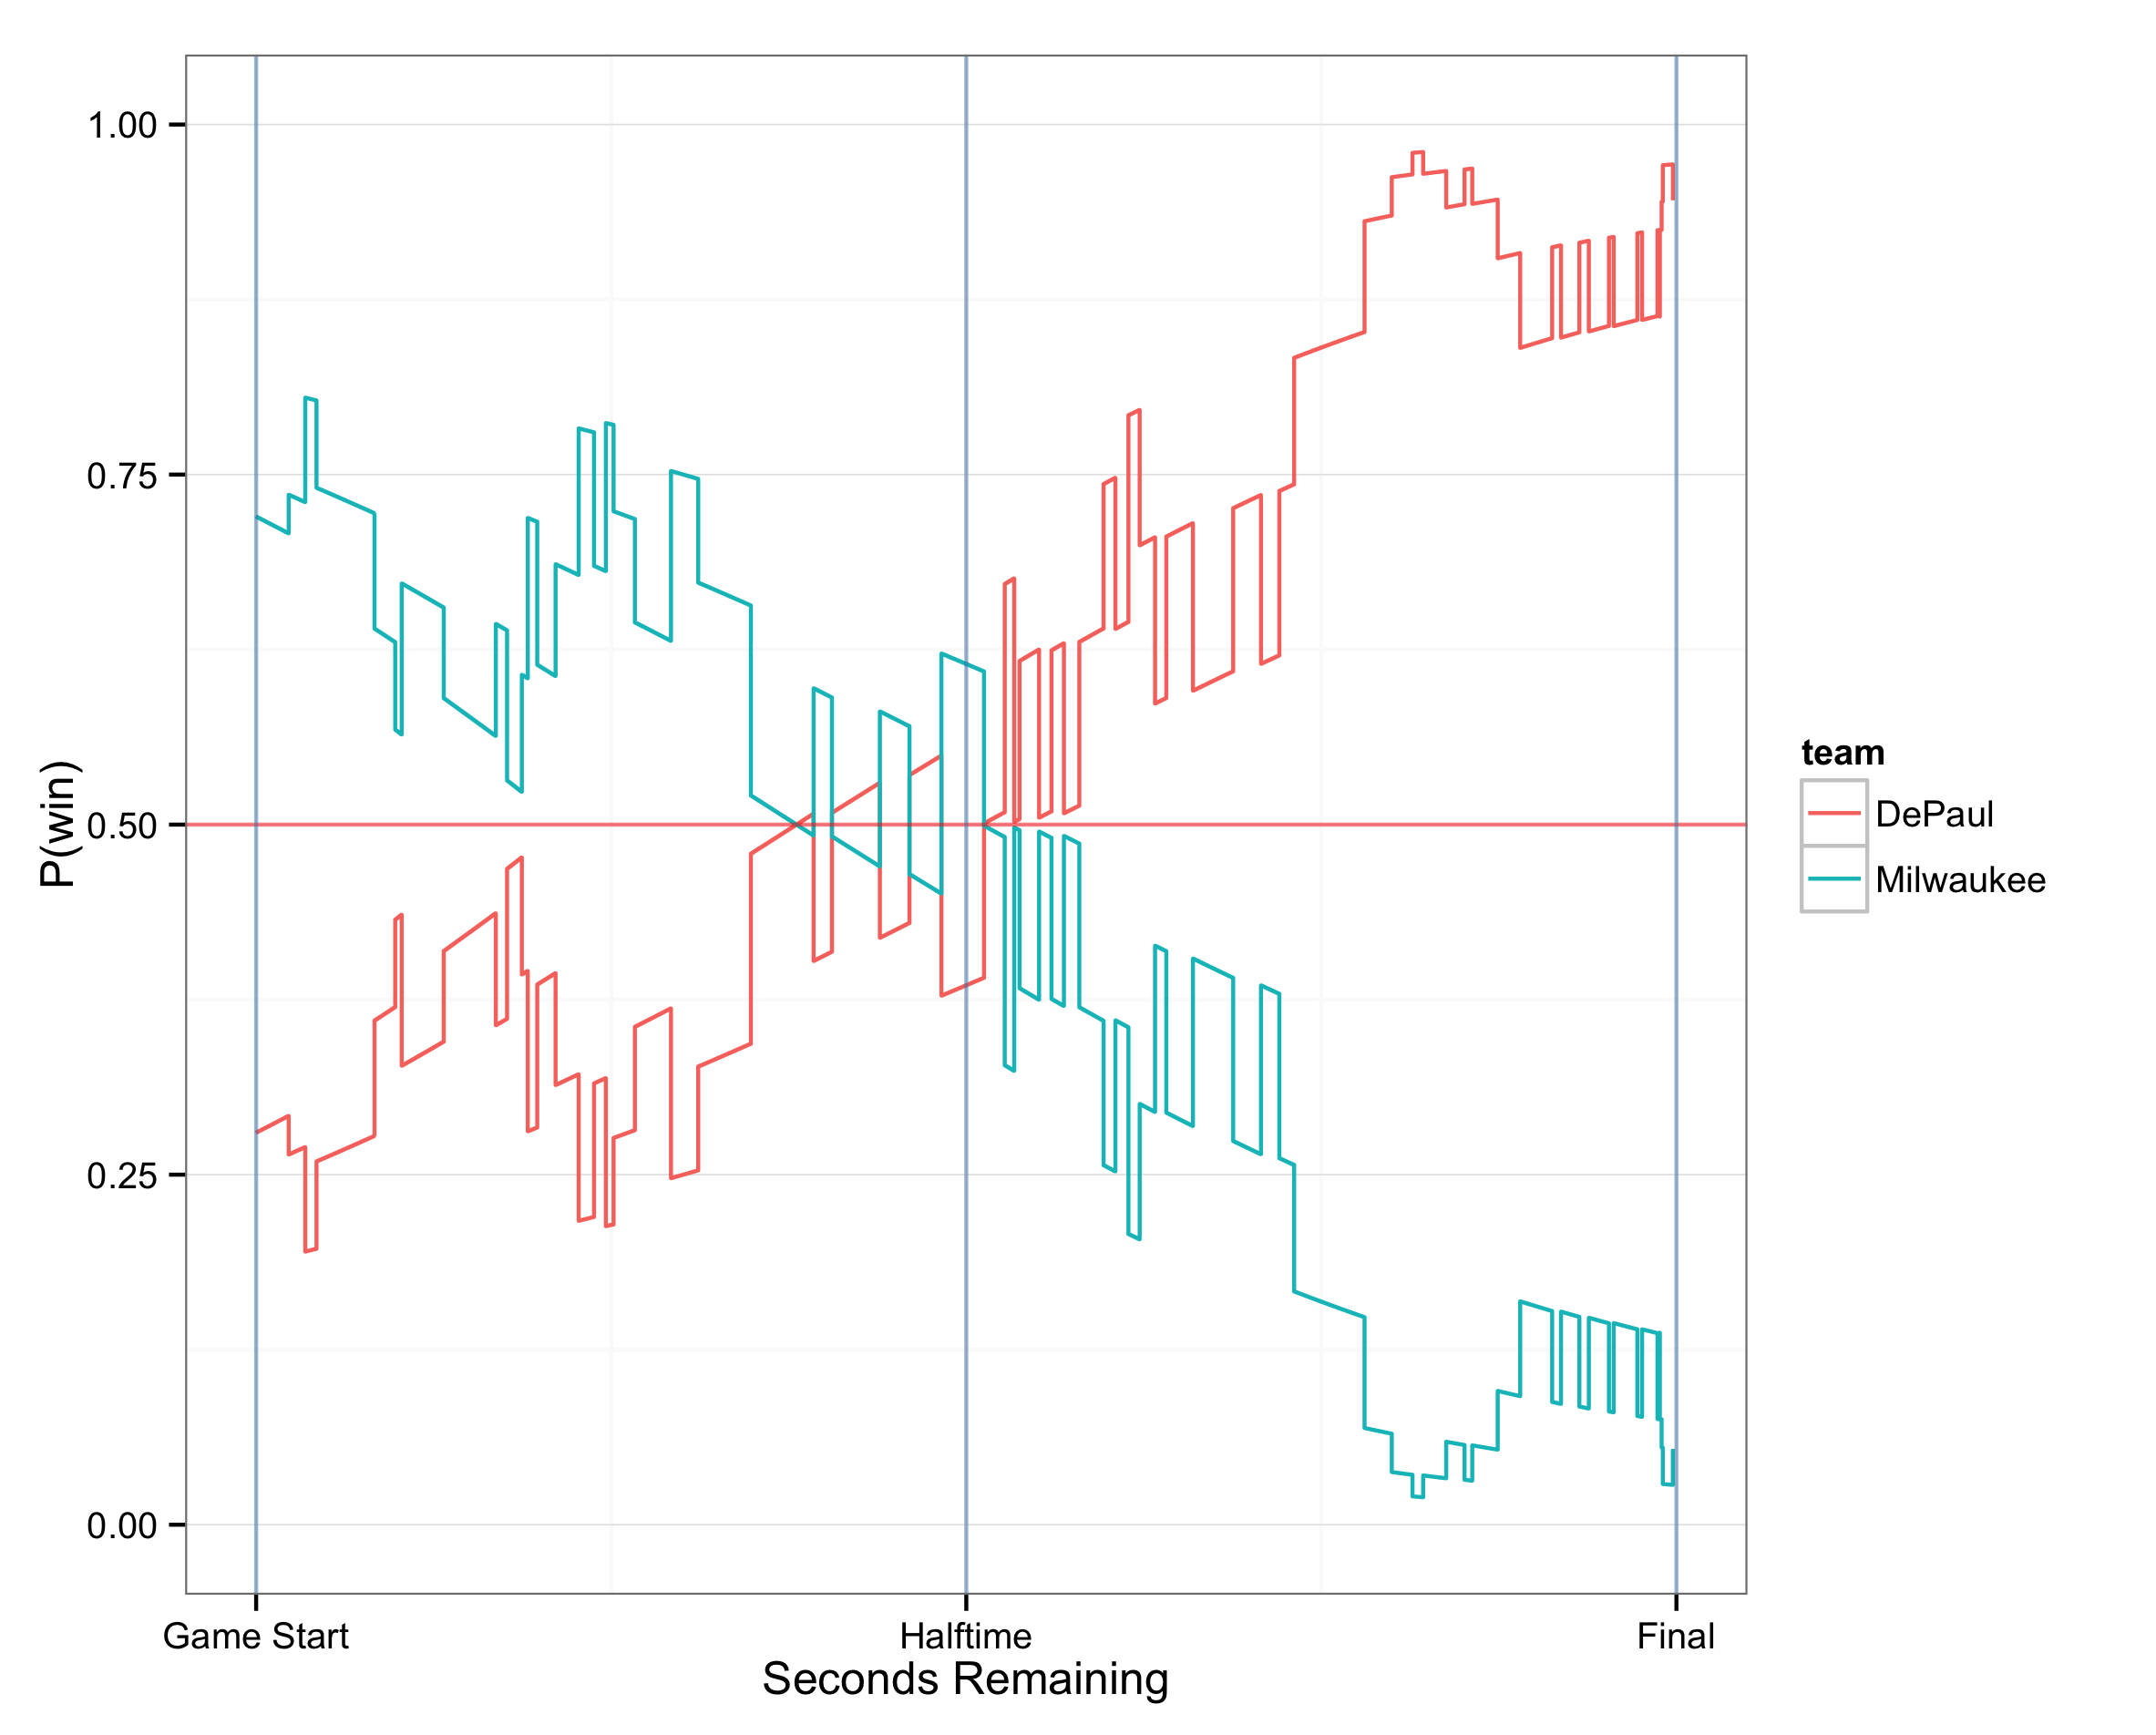 1.00
0.75
0.50
0.25
0.00
P(win)
Game Start
Halftime
Final
Seconds Remaining
team
DePaul
Milwaukee